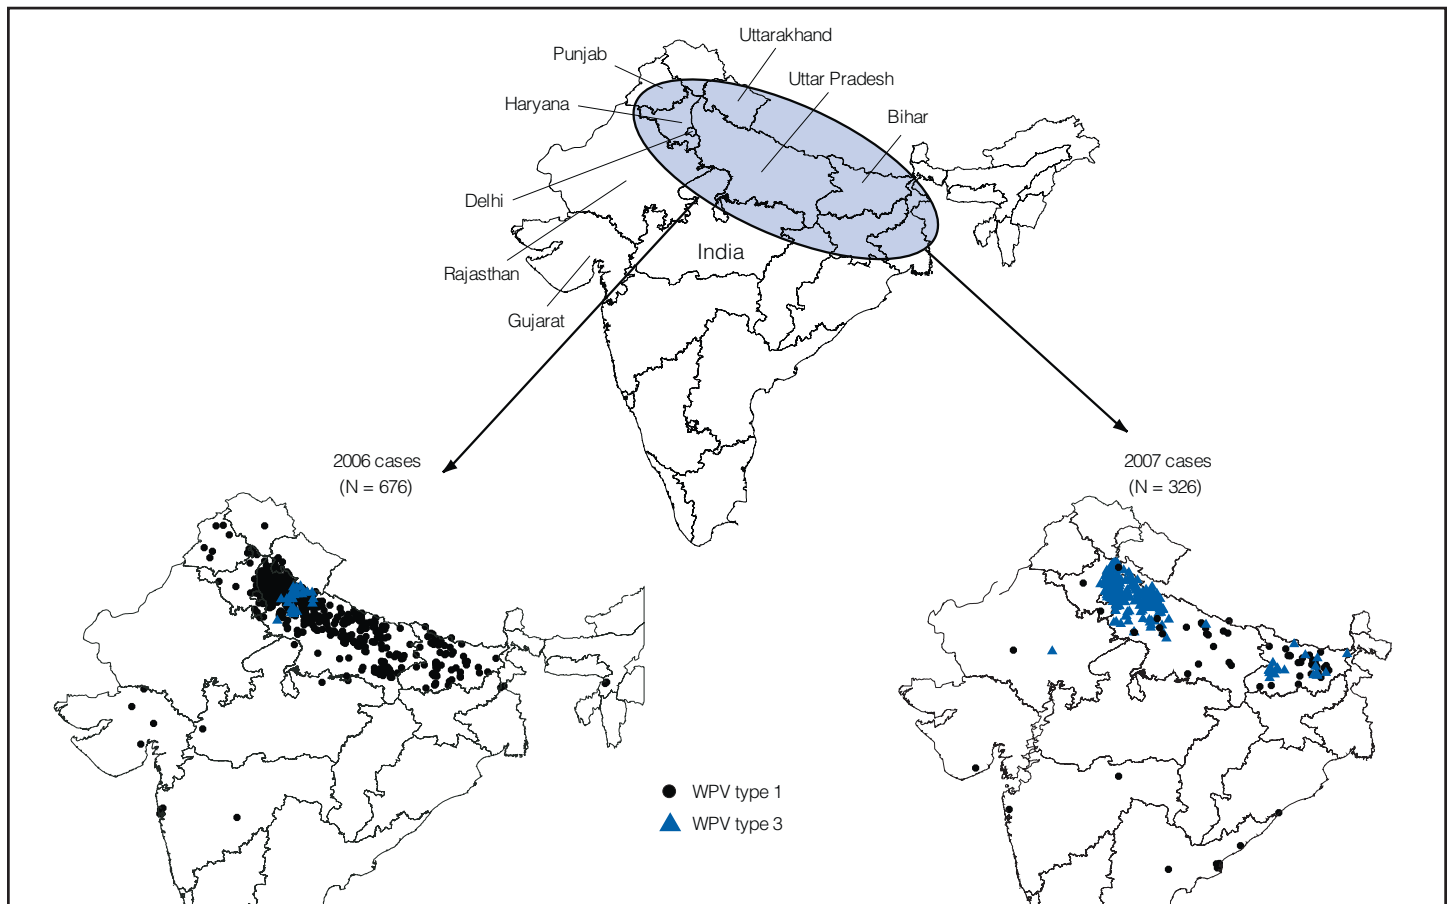 Uttarakhand
Punjab
Uttar Pradesh
Haryana
Bihar
Delhi
India
Rajasthan
Gujarat
2006 cases
(N = 676)
2007 cases
(N = 326)
WPV type 1
WPV type 3